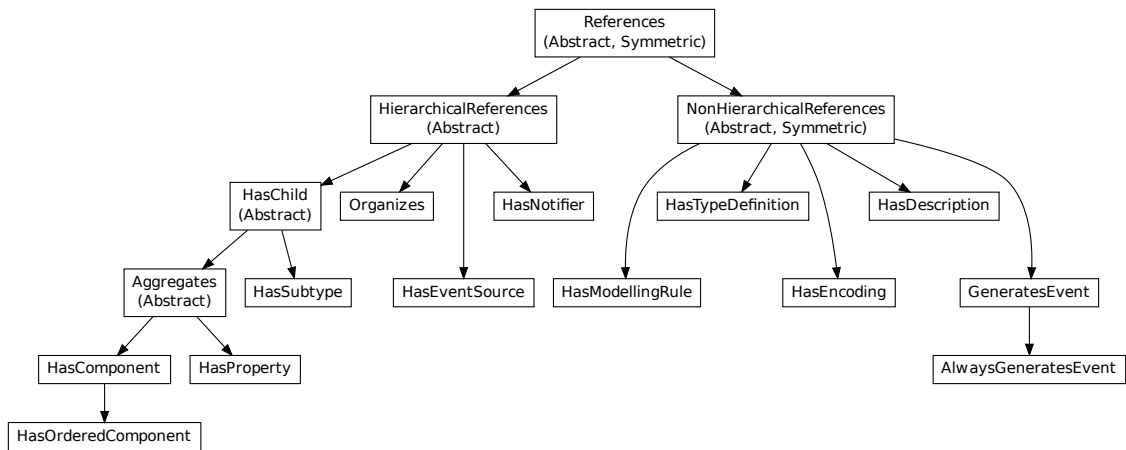 References
(Abstract, Symmetric)
HierarchicalReferences
(Abstract)
NonHierarchicalReferences
(Abstract, Symmetric)
HasChild
(Abstract)
Organizes
HasNotifier
HasTypeDefinition
HasDescription
Aggregates
(Abstract)
HasSubtype
HasEventSource
HasModellingRule
HasEncoding
GeneratesEvent
HasComponent
HasProperty
AlwaysGeneratesEvent
HasOrderedComponent